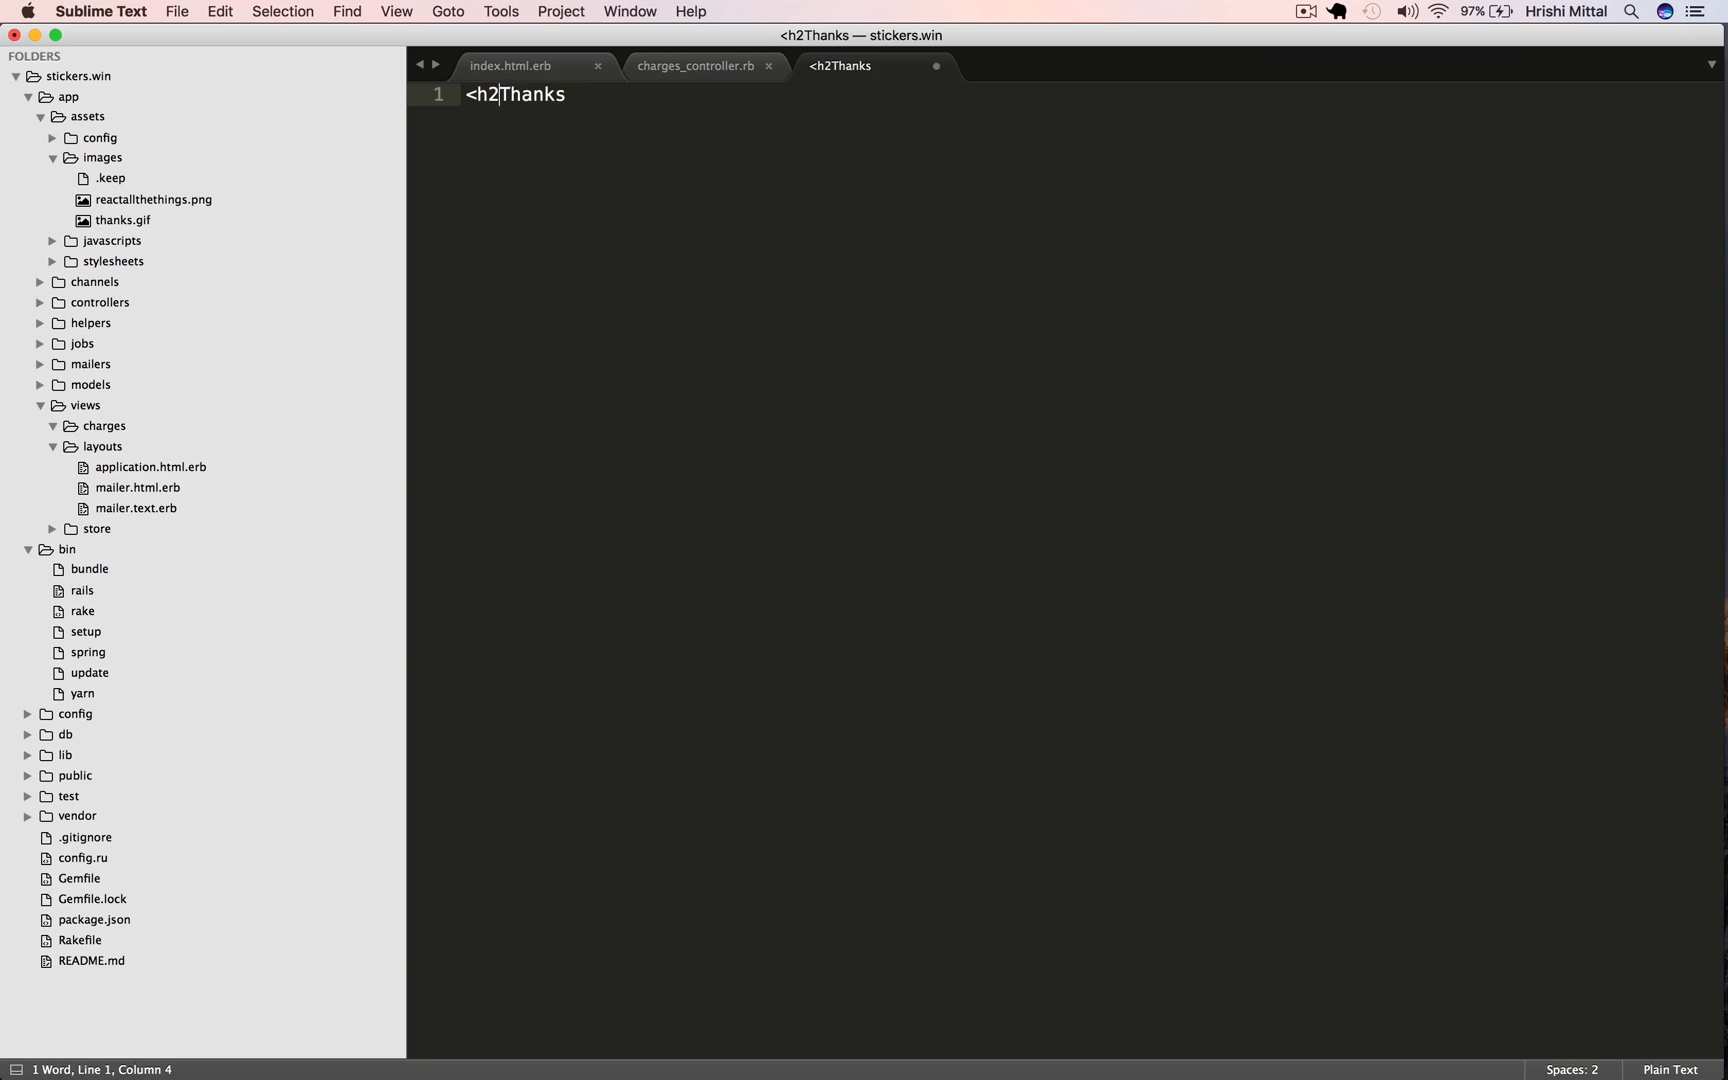 Sublime Text File Edit Selection Find View Goto Tools Project Window Help 97% Hrishi Mittal
<h2Thanks — stickers.win
FOLDERS
index.html.erb × charges_controller.rb × <h2Thanks
stickers.win
1 <h2Thanks
app
assets
config
images
.keep
reactallthethings.png
thanks.gif
javascripts
stylesheets
channels
controllers
helpers
jobs
mailers
models
views
charges
layouts
application.html.erb
mailer.html.erb
mailer.text.erb
store
bin
bundle
rails
rake
setup
spring
update
yarn
config
db
lib
public
test
vendor
.gitignore
config.ru
Gemfile
Gemfile.lock
package.json
Rakefile
README.md
1 Word, Line 1, Column 4 Spaces: 2 Plain Text